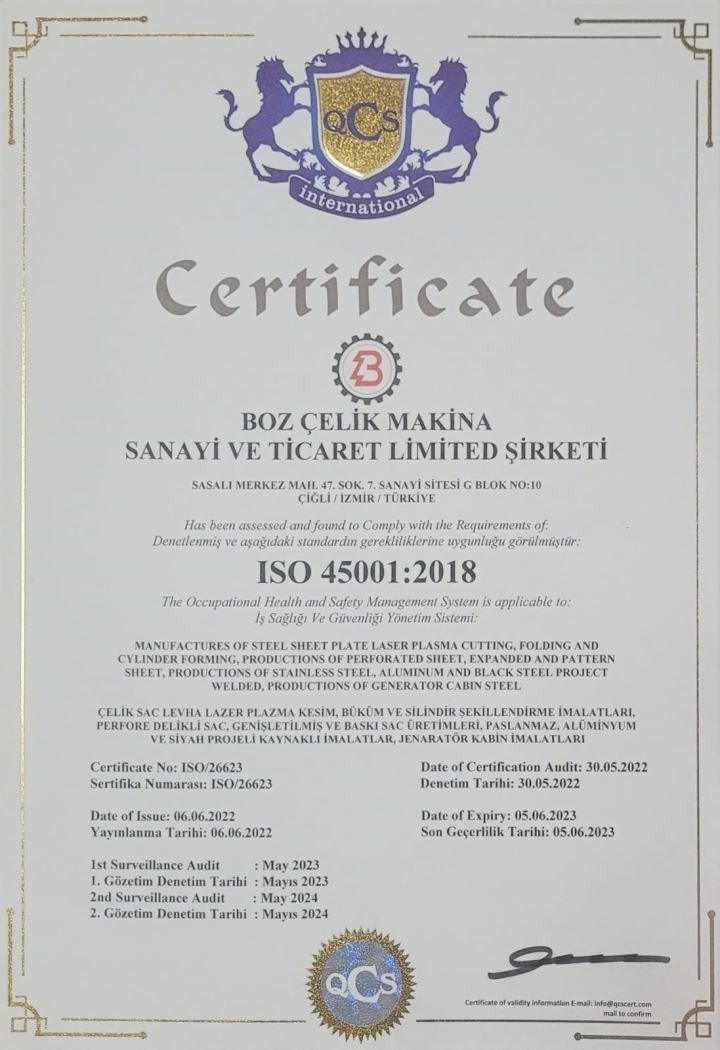 QCS
international
Certificate
B
BOZ ÇELİK MAKİNA
SANAYİ VE TİCARET LİMİTED ŞİRKETİ
SASALI MERKEZ MAH. 47. SOK. 7. SANAYİ SİTESİ G BLOK NO:10
ÇİĞLİ / İZMİR / TÜRKİYE
Has been assessed and found to Comply with the Requirements of:
Denetlenmiş ve aşağıdaki standardın gerekliliklerine uygunluğu görülmüştür:
ISO 45001:2018
The Occupational Health and Safety Management System is applicable to:
İş Sağlığı Ve Güvenliği Yönetim Sistemi:
MANUFACTURES OF STEEL SHEET PLATE LASER PLASMA CUTTING, FOLDING AND
CYLINDER FORMING, PRODUCTIONS OF PERFORATED SHEET, EXPANDED AND PATTERN
SHEET, PRODUCTIONS OF STAINLESS STEEL, ALUMINUM AND BLACK STEEL PROJECT
WELDED, PRODUCTIONS OF GENERATOR CABIN STEEL
ÇELİK SAC LEVHA LAZER PLAZMA KESİM, BÜKÜM VE SİLİNDİR ŞEKİLLENDİRME İMALATLARI,
PERFORE DELİKLİ SAC, GENİŞLETİLMİŞ VE BASKI SAC ÜRETİMLERİ, PASLANMAZ, ALÜMİNYUM
VE SİYAH PROJELİ KAYNAKLI İMALATLAR, JENARATÖR KABİN İMALATLARI
Certificate No: ISO/26623
Sertifika Numarası: ISO/26623
Date of Certification Audit: 30.05.2022
Denetim Tarihi: 30.05.2022
Date of Issue: 06.06.2022
Yayınlanma Tarihi: 06.06.2022
Date of Expiry: 05.06.2023
Son Geçerlilik Tarihi: 05.06.2023
1st Surveillance Audit : May 2023
1. Gözetim Denetim Tarihi : Mayıs 2023
2nd Surveillance Audit : May 2024
2. Gözetim Denetim Tarihi : Mayıs 2024
QCS
Certificate of validity Information E-mail: info@qcscert.com
mail to confirm